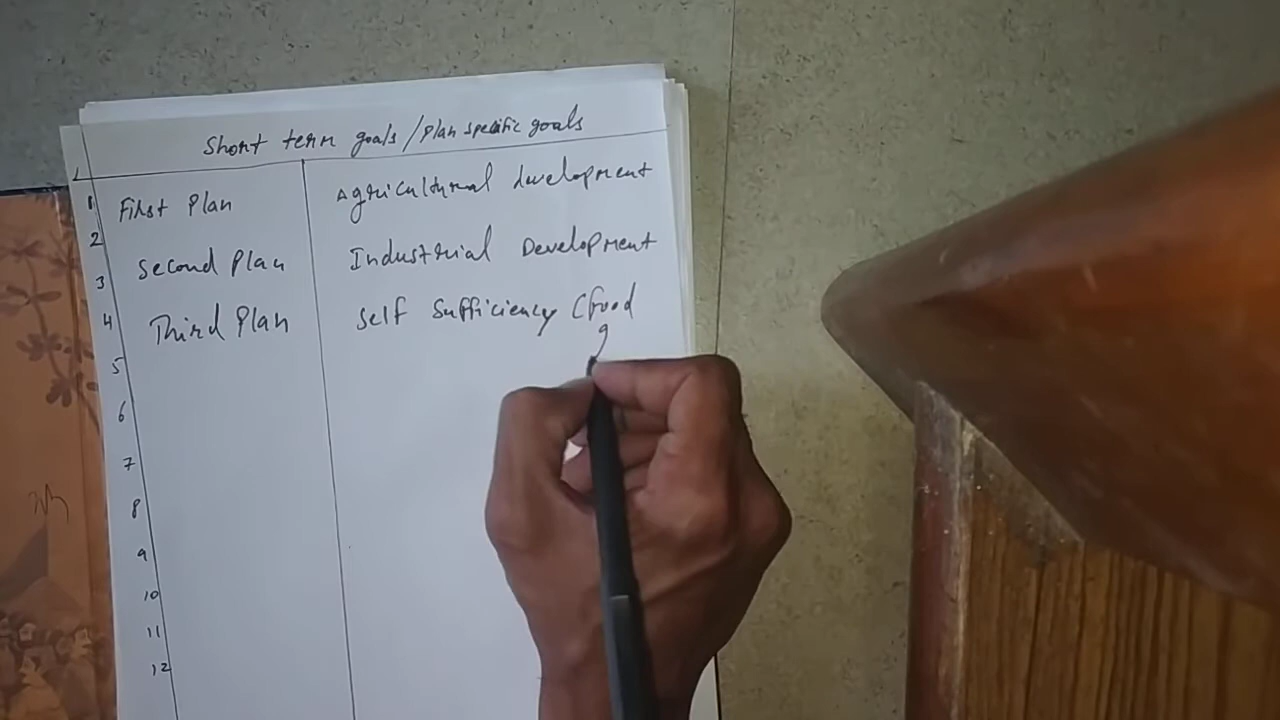 Short term goals/Plan specific goals
1 First Plan Agricultural development
2 Second Plan Industrial Development
3
4 Third Plan Self Sufficiency (food
5
6
7
8
9
10
11
12